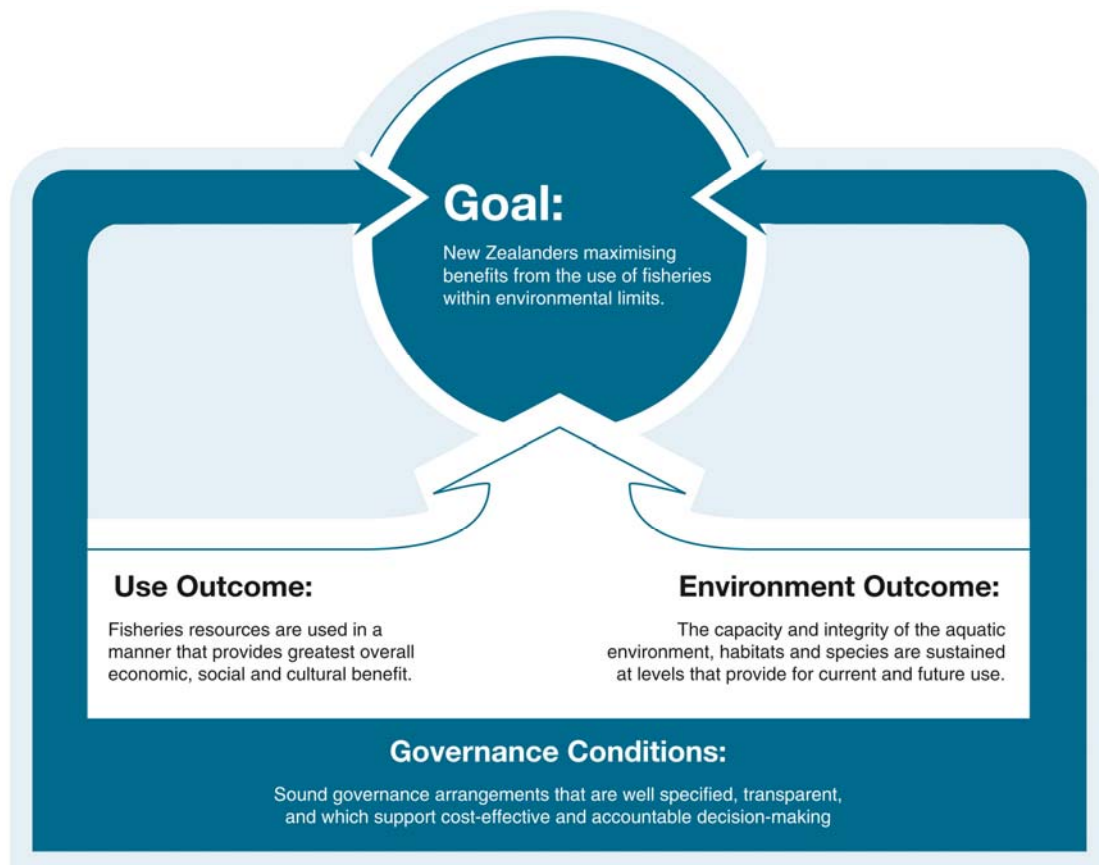 Goal:
New Zealanders maximising
benefits from the use of fisheries
within environmental limits.
Use Outcome:
Fisheries resources are used in a
manner that provides greatest overall
economic, social and cultural benefit.
Environment Outcome:
The capacity and integrity of the aquatic
environment, habitats and species are sustained
at levels that provide for current and future use.
Governance Conditions:
Sound governance arrangements that are well specified, transparent,
and which support cost-effective and accountable decision-making